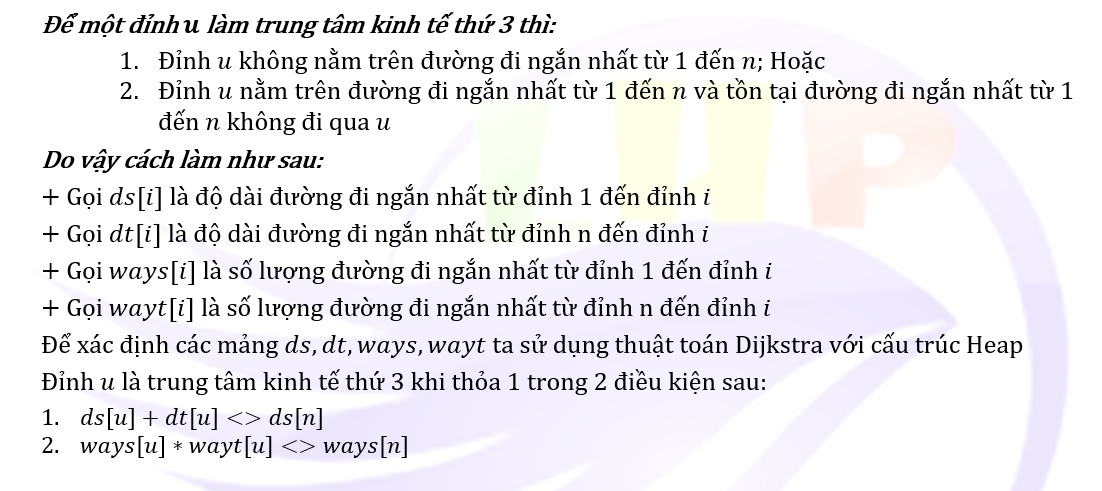 Để một đỉnh u làm trung tâm kinh tế thứ 3 thì:
1. Đỉnh u không nằm trên đường đi ngắn nhất từ 1 đến n; Hoặc
2. Đỉnh u nằm trên đường đi ngắn nhất từ 1 đến n và tồn tại đường đi ngắn nhất từ 1
đến n không đi qua u
Do vậy cách làm như sau:
+ Gọi ds[i] là độ dài đường đi ngắn nhất từ đỉnh 1 đến đỉnh i
+ Gọi dt[i] là độ dài đường đi ngắn nhất từ đỉnh n đến đỉnh i
+ Gọi ways[i] là số lượng đường đi ngắn nhất từ đỉnh 1 đến đỉnh i
+ Gọi wayt[i] là số lượng đường đi ngắn nhất từ đỉnh n đến đỉnh i
Để xác định các mảng ds, dt, ways, wayt ta sử dụng thuật toán Dijkstra với cấu trúc Heap
Đỉnh u là trung tâm kinh tế thứ 3 khi thỏa 1 trong 2 điều kiện sau:
1. ds[u] + dt[u] <> ds[n]
2. ways[u] * wayt[u] <> ways[n]
LHP